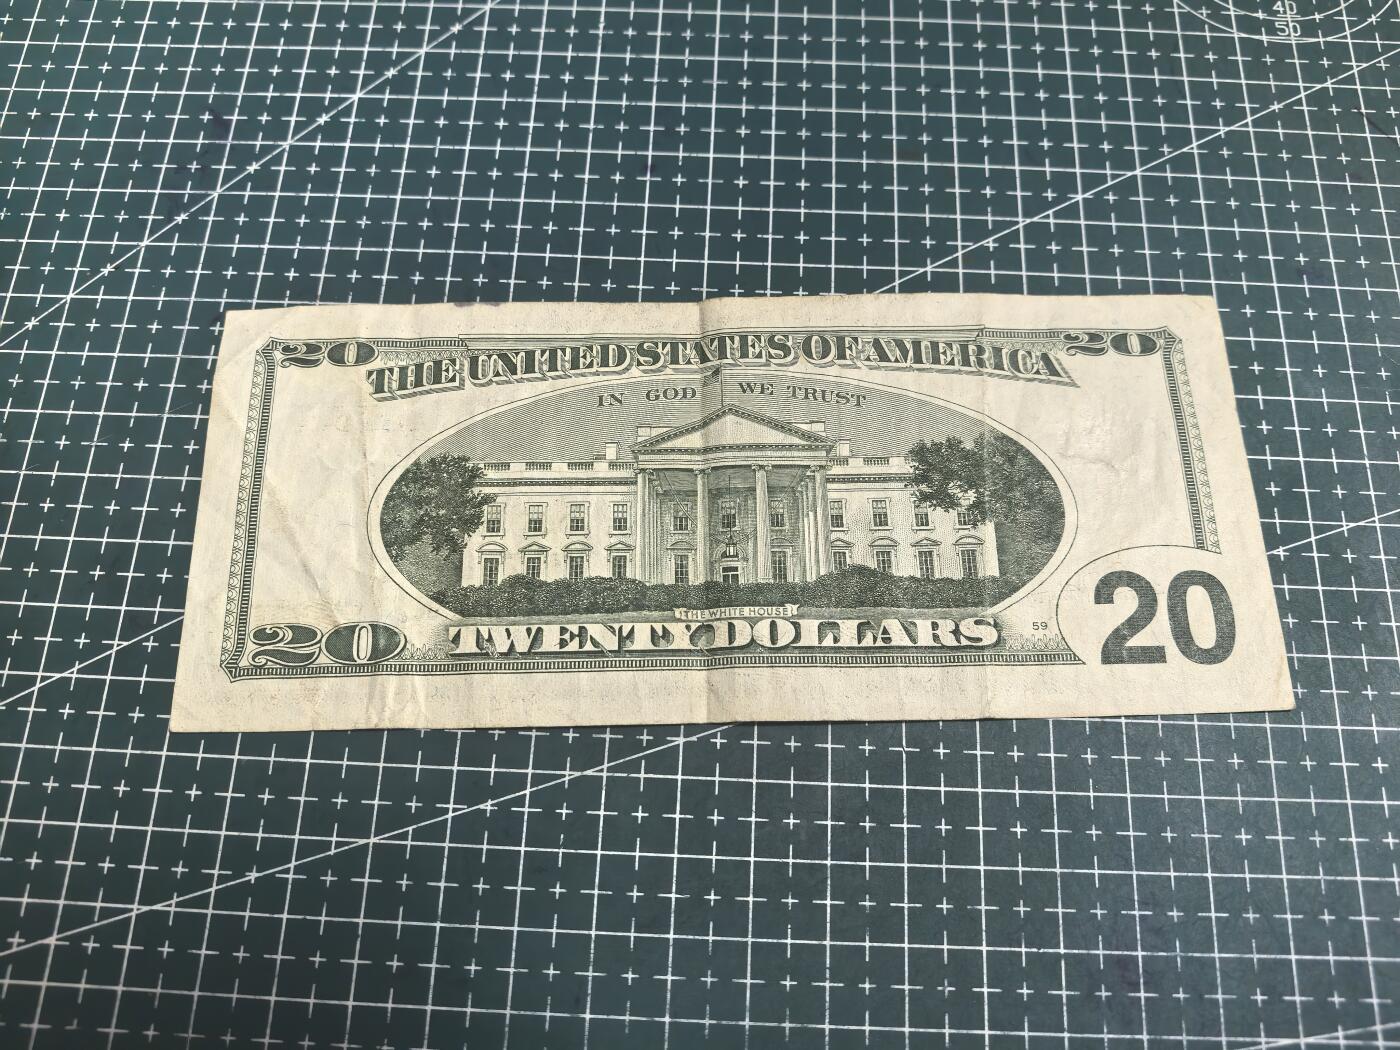 40
50
20 THE UNITED STATES OF AMERICA 20
IN GOD WE TRUST
THE WHITE HOUSE
20 TWENTY DOLLARS 59 20